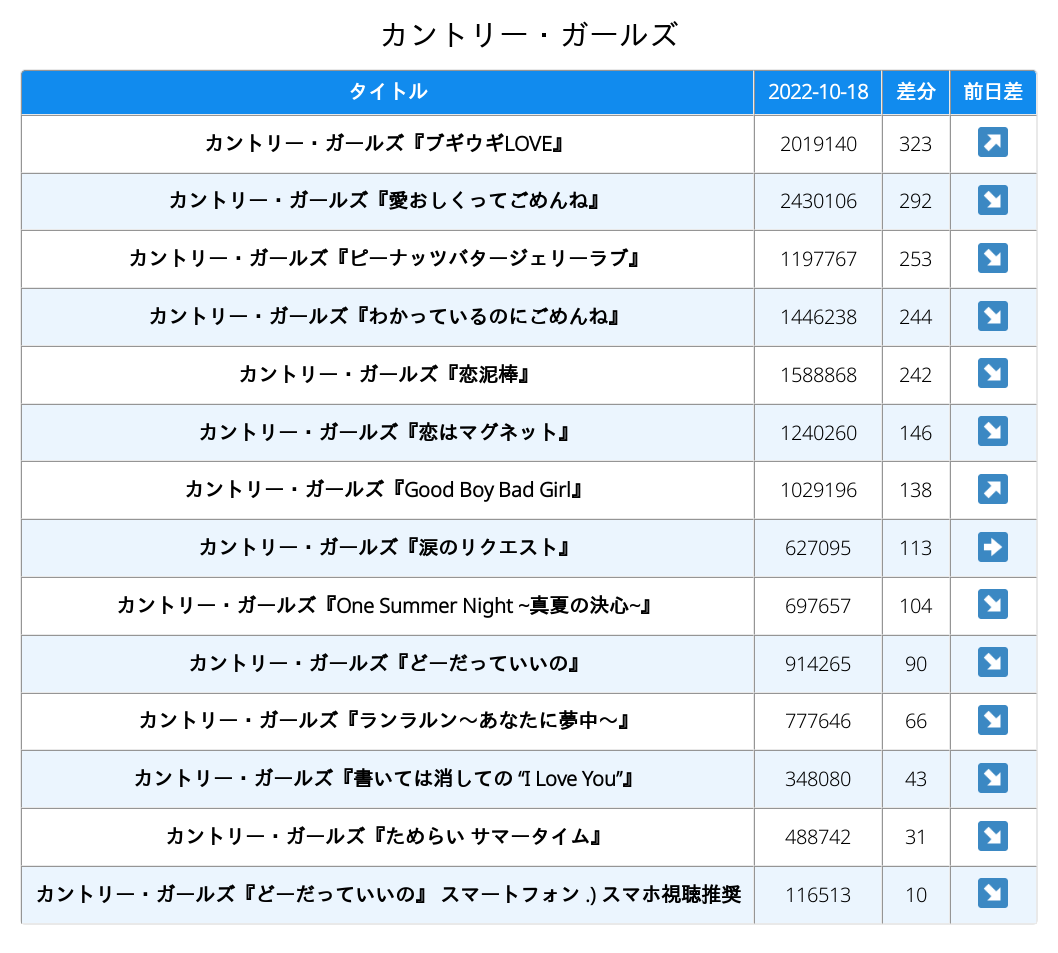 カントリー・ガールズ
タイトル 2022-10-18 差分 前日差
カントリー・ガールズ『ブギウギLOVE』 2019140 323
カントリー・ガールズ『愛おしくってごめんね』 2430106 292
カントリー・ガールズ『ピーナッツバタージェリーラブ』 1197767 253
カントリー・ガールズ『わかっているのにごめんね』 1446238 244
カントリー・ガールズ『恋泥棒』 1588868 242
カントリー・ガールズ『恋はマグネット』 1240260 146
カントリー・ガールズ『Good Boy Bad Girl』 1029196 138
カントリー・ガールズ『涙のリクエスト』 627095 113
カントリー・ガールズ『One Summer Night ~真夏の決心~』 697657 104
カントリー・ガールズ『どーだっていいの』 914265 90
カントリー・ガールズ『ランラルン～あなたに夢中～』 777646 66
カントリー・ガールズ『書いては消しての “I Love You”』 348080 43
カントリー・ガールズ『ためらい サマータイム』 488742 31
カントリー・ガールズ『どーだっていいの』 スマートフォン .) スマホ視聴推奨 116513 10